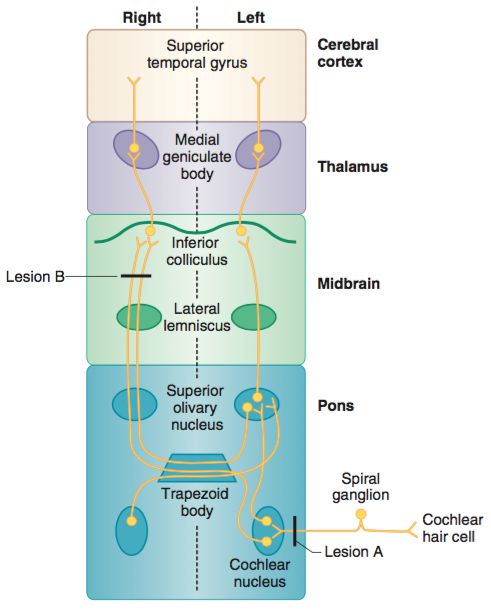 Right
Left
Superior
temporal gyrus
Cerebral
cortex
Medial
geniculate
body
Thalamus
Inferior
colliculus
Lesion B
Midbrain
Lateral
lemniscus
Superior
olivary
nucleus
Pons
Trapezoid
body
Spiral
ganglion
Cochlear
hair cell
Lesion A
Cochlear
nucleus